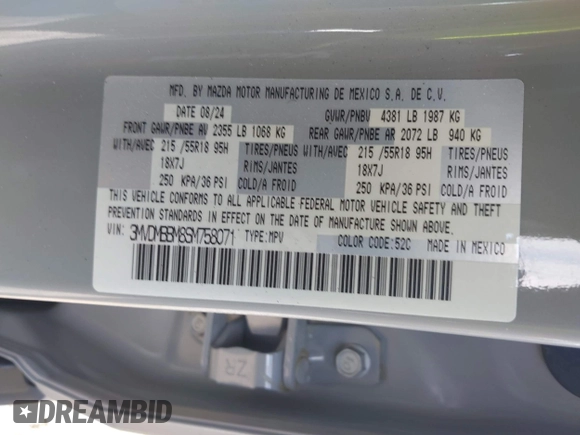 MFD. BY MAZDA MOTOR MANUFACTURING DE MEXICO S.A. DE C.V.
DATE 08/24 GVWR/PNBV 4381 LB 1987 KG
FRONT GAWR/PNBE AV 2355 LB 1068 KG REAR GAWR/PNBE AR 2072 LB 940 KG
WITH/AVEC 215 /55R18 95H TIRES/PNEUS WITH/AVEC 215 /55R18 95H TIRES/PNEUS
18X7J RIMS/JANTES 18X7J RIMS/JANTES
250 KPA/36 PSI COLD/A FROID 250 KPA/36 PSI COLD/A FROID
THIS VEHICLE CONFORMS TO ALL APPLICABLE FEDERAL MOTOR VEHICLE SAFETY AND THEFT
PREVENTION STANDARDS IN EFFECT ON THE DATE OF MANUFACTURE SHOWN ABOVE.
VIN: 3MVDMBBM8SM758071 TYPE:MPV COLOR CODE:52C MADE IN MEXICO
ZR
DREAMBID